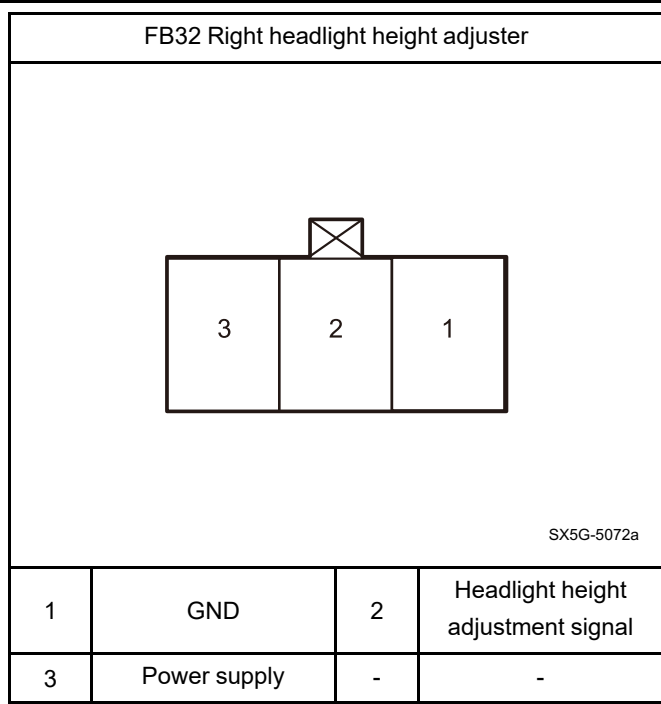 FB32 Right headlight height adjuster
3 2 1
SX5G-5072a
1 GND 2 Headlight height
adjustment signal
3 Power supply - -